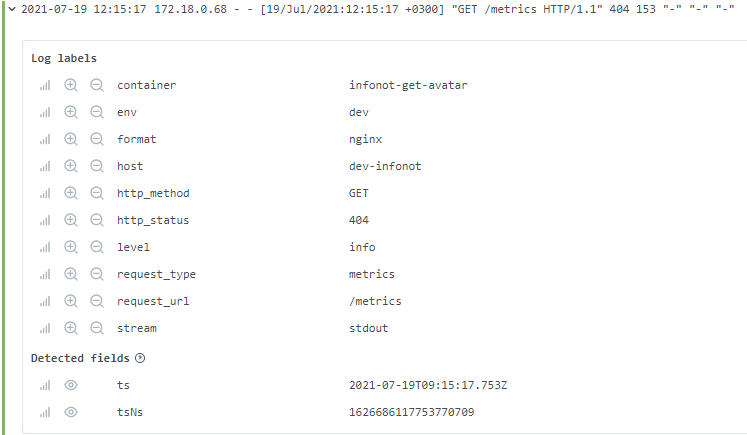 2021-07-19 12:15:17 172.18.0.68 - - [19/Jul/2021:12:15:17 +0300] "GET /metrics HTTP/1.1" 404 153 "-" "-" "-"
Log labels
container infonot-get-avatar
env dev
format nginx
host dev-infonot
http_method GET
http_status 404
level info
request_type metrics
request_url /metrics
stream stdout
Detected fields
ts 2021-07-19T09:15:17.753Z
tsNs 1626686117753770709